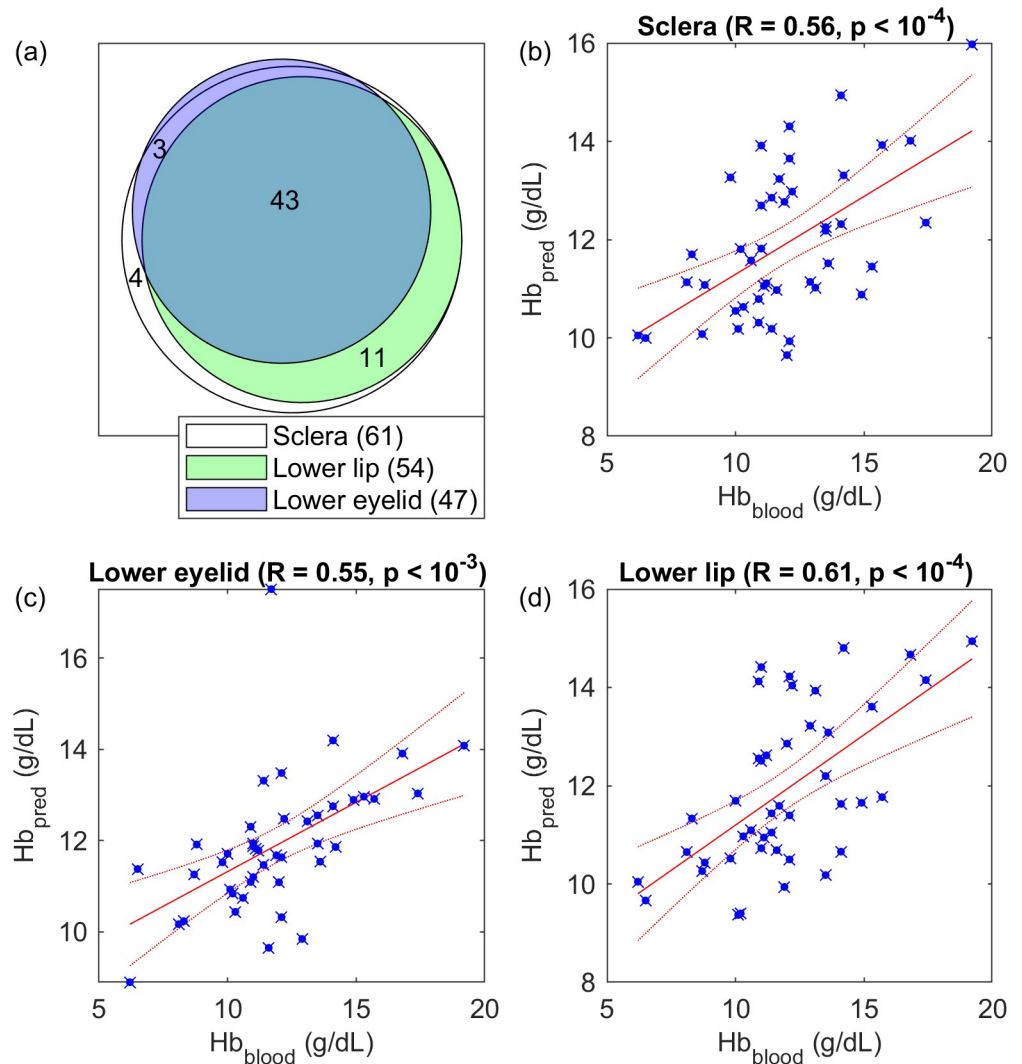 (a)
3
43
4
11
Sclera (61)
Lower lip (54)
Lower eyelid (47)
(b)
Sclera (R = 0.56, p < 10⁻⁴)
16
14
12
10
8
Hb_pred (g/dL)
5 10 15 20
Hb_blood (g/dL)
(c)
Lower eyelid (R = 0.55, p < 10⁻³)
16
14
12
10
Hb_pred (g/dL)
5 10 15 20
Hb_blood (g/dL)
(d)
Lower lip (R = 0.61, p < 10⁻⁴)
16
14
12
10
8
Hb_pred (g/dL)
5 10 15 20
Hb_blood (g/dL)